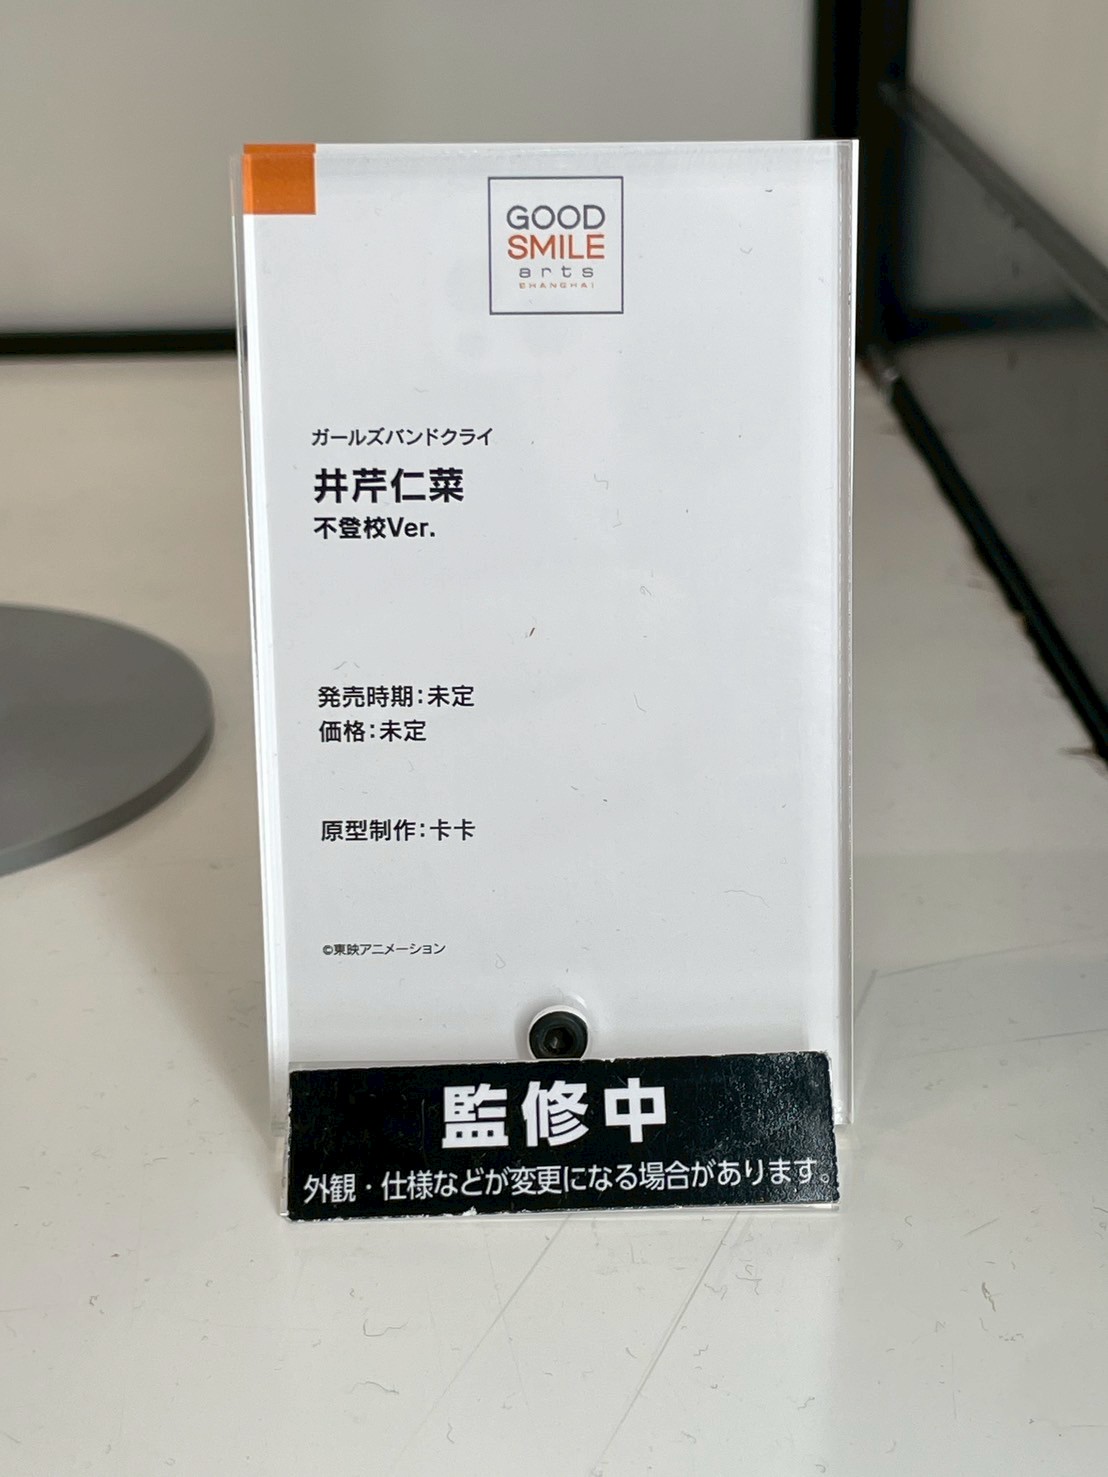 GOOD
SMILE
arts
SHANGHAI
ガールズバンドクライ
井芹仁菜
不登校Ver.
発売時期：未定
価格：未定
原型制作：卡卡
©東映アニメーション
監修中
外観・仕様などが変更になる場合があります。